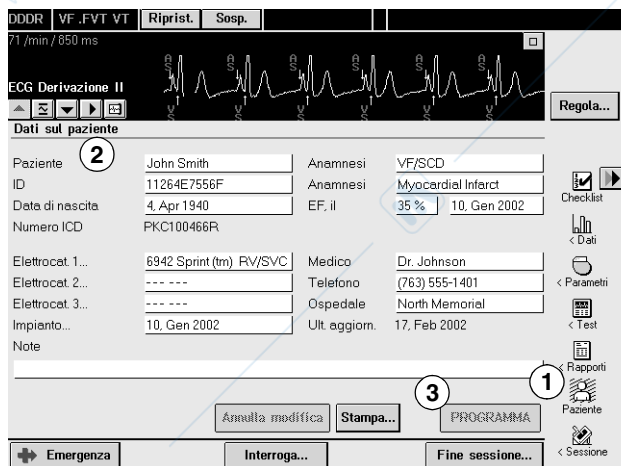 DDDR VF .FVT VT Riprist. Sosp.
71 /min / 850 ms
ECG Derivazione II
A S A S A S A S A S
V S V S V S V S V S
Regola...
Dati sul paziente
2
Paziente John Smith Anamnesi VF/SCD
ID 11264E7556F Anamnesi Myocardial Infarct
Data di nascita 4, Apr 1940 EF, il 35 % 10, Gen 2002
Numero ICD PKC100466R
Elettrocat. 1... 6942 Sprint (tm) RV/SVC Medico Dr. Johnson
Elettrocat. 2... --- --- Telefono (763) 555-1401
Elettrocat. 3... --- --- Ospedale North Memorial
Impianto... 10, Gen 2002 Ult. aggiorn. 17, Feb 2002
Note
3
1
Annulla modifica Stampa... PROGRAMMA
Emergenza Interroga... Fine sessione...
Checklist
< Dati
< Parametri
< Test
< Rapporti
Paziente
< Sessione